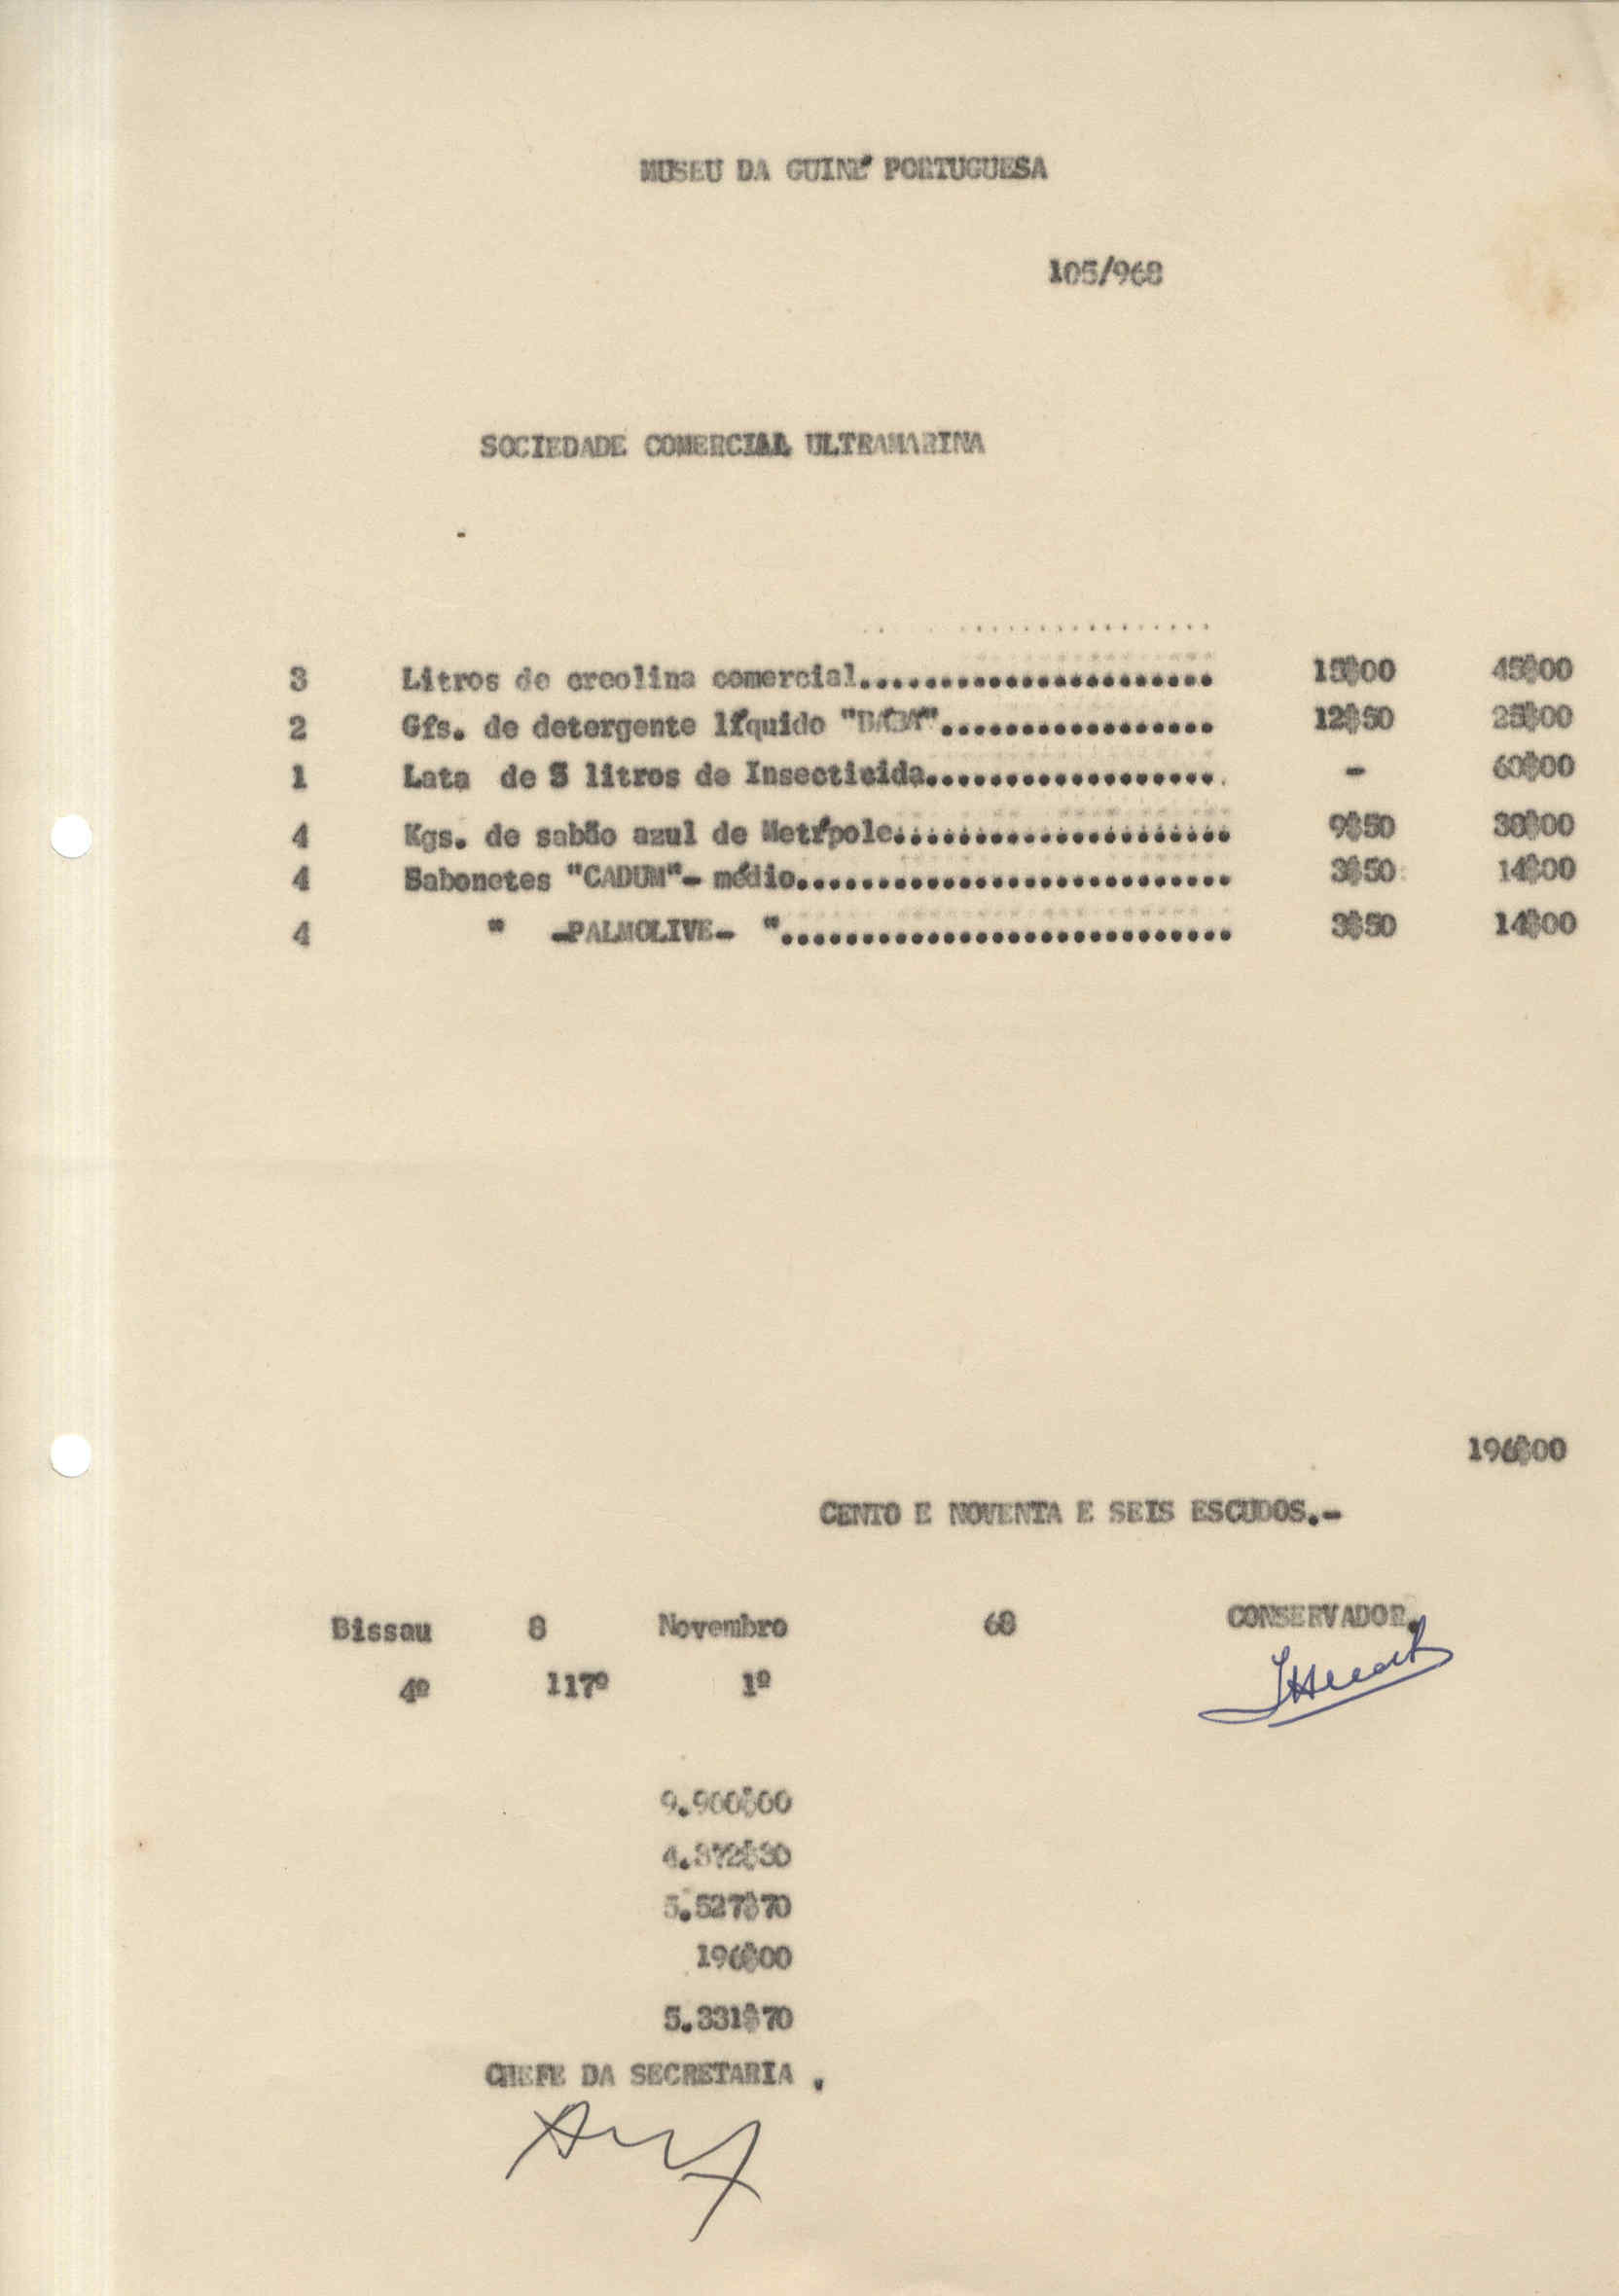 MUSEU DA GUINÉ PORTUGUESA
105/968
SOCIEDADE COMERCIAL ULTRAMARINA
3 Litros de creolina comercial...................... 15$00 45$00
2 Gfs. de detergente líquido "BÁBÁ"................. 12$50 25$00
1 Lata de 5 litros de Insecticida................... - 60$00
4 Kgs. de sabão azul de Metŕpole..................... 9$50 38$00
4 Sabonetes "CADUM"- médio........................... 3$50 14$00
4 " -PALMOLIVE- "............................ 3$50 14$00
196$00
CENTO E NOVENTA E SEIS ESCUDOS.-
Bissau 8 Novembro 68 CONSERVADOR.
4º 117º 1º
9.900$00
4.372$30
5.527$70
196$00
5.331$70
CHEFE DA SECRETARIA .